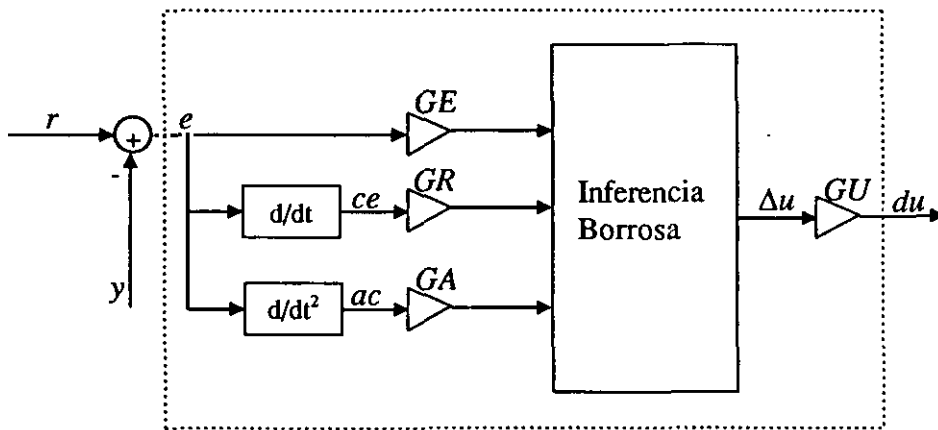 r
+
-
y
e
GE
d/dt
ce
GR
d/dt²
ac
GA
Inferencia
Borrosa
Δu
GU
du